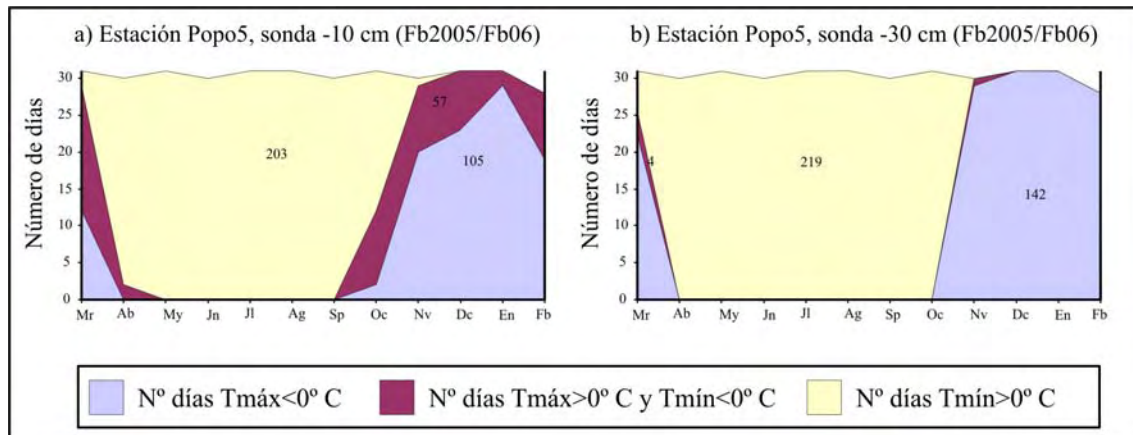 a) Estación Popo5, sonda -10 cm (Fb2005/Fb06)
Número de días
30
25
20
15
10
5
0
57
203
105
Mr Ab My Jn Jl Ag Sp Oc Nv Dc En Fb
b) Estación Popo5, sonda -30 cm (Fb2005/Fb06)
Número de días
30
25
20
15
10
5
0
4
219
142
Mr Ab My Jn Jl Ag Sp Oc Nv Dc En Fb
Nº días Tmáx<0º C
Nº días Tmáx>0º C y Tmín<0º C
Nº días Tmín>0º C